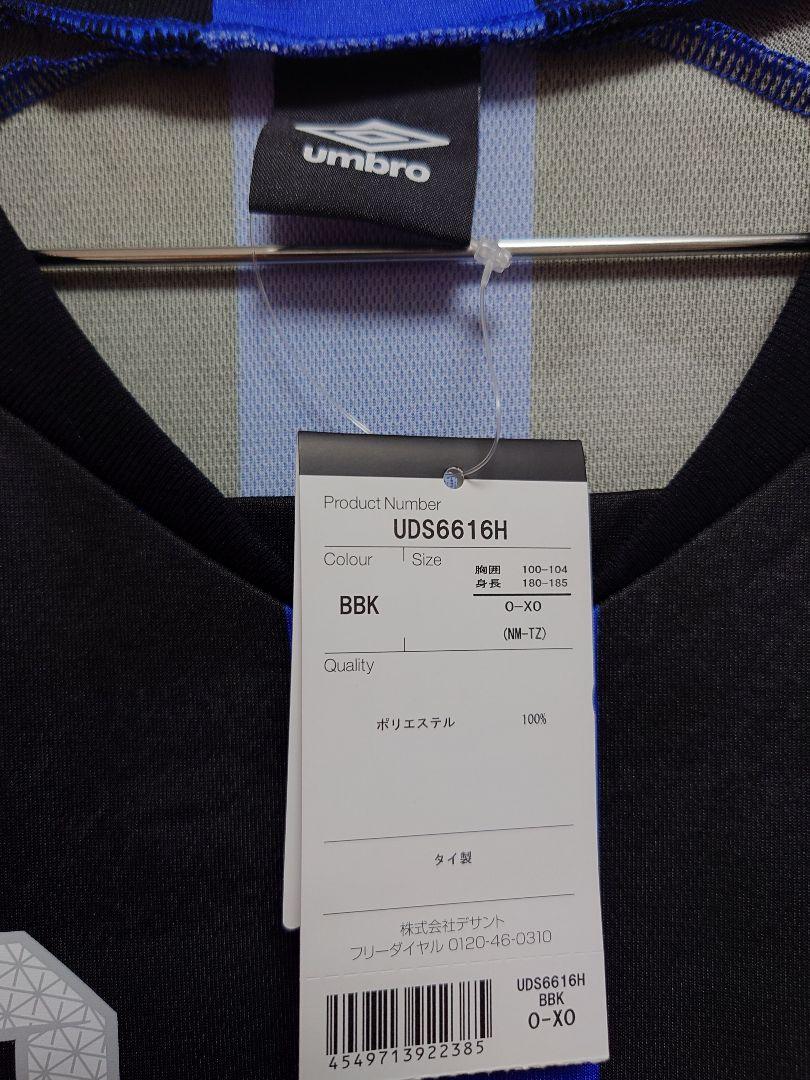 umbro
Product Number
UDS6616H
Colour
Size
胸囲 100-104
身長 180-185
BBK
O-XO
(NM-TZ)
Quality
ポリエステル 100%
タイ製
株式会社デサント
フリーダイヤル 0120-46-0310
UDS6616H
BBK
O-XO
4549713922385